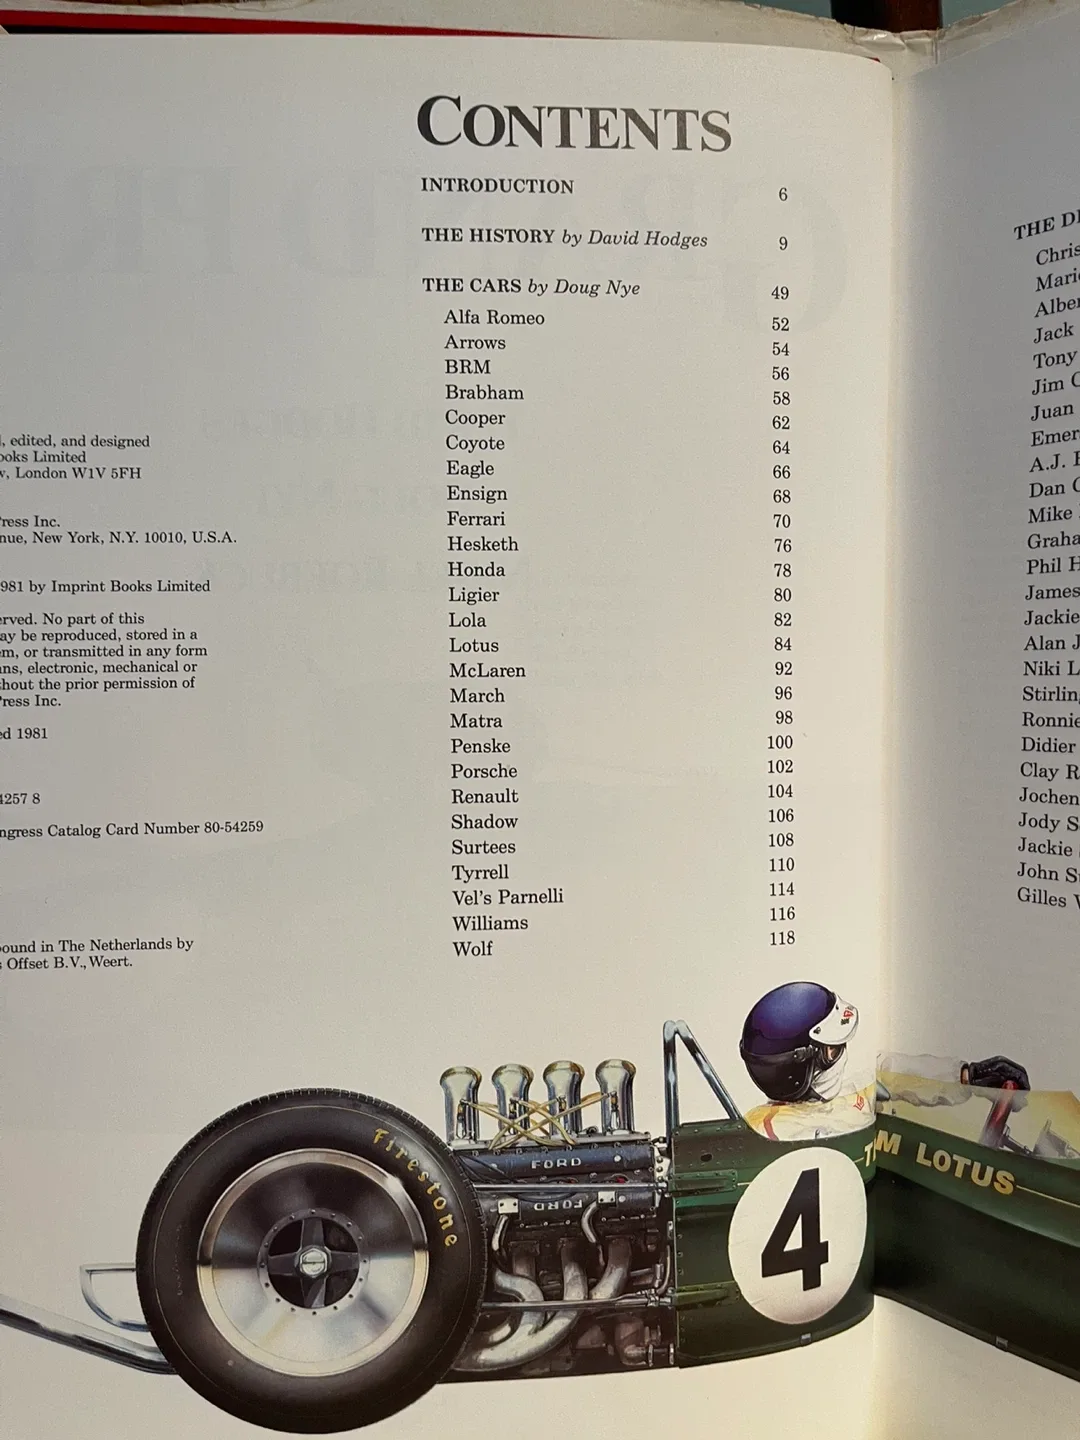 , edited, and designed
ooks Limited
, London W1V 5FH
ress Inc.
nue, New York, N.Y. 10010, U.S.A.
981 by Imprint Books Limited
erved. No part of this
ay be reproduced, stored in a
em, or transmitted in any form
ans, electronic, mechanical or
thout the prior permission of
Press Inc.
ed 1981
4257 8
ngress Catalog Card Number 80-54259
ound in The Netherlands by
s Offset B.V., Weert.
CONTENTS
INTRODUCTION 6
THE HISTORY by David Hodges 9
THE CARS by Doug Nye 49
Alfa Romeo 52
Arrows 54
BRM 56
Brabham 58
Cooper 62
Coyote 64
Eagle 66
Ensign 68
Ferrari 70
Hesketh 76
Honda 78
Ligier 80
Lola 82
Lotus 84
McLaren 92
March 96
Matra 98
Penske 100
Porsche 102
Renault 104
Shadow 106
Surtees 108
Tyrrell 110
Vel's Parnelli 114
Williams 116
Wolf 118
THE D
Chris
Mari
Alber
Jack
Tony
Jim C
Juan
Emer
A.J. F
Dan G
Mike
Graha
Phil H
James
Jackie
Alan J
Niki L
Stirlin
Ronnie
Didier
Clay R
Jochen
Jody S
Jackie
John S
Gilles V
Firestone
FORD
FORD
4
LOTUS